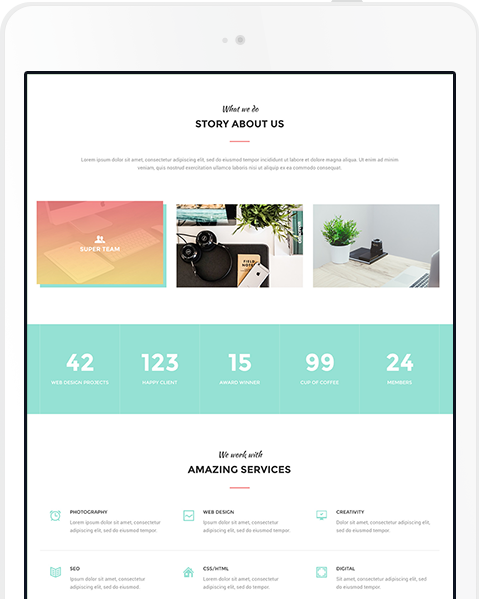 What we do
STORY ABOUT US
Lorem ipsum dolor sit amet, consectetur adipiscing elit, sed do eiusmod tempor incididunt ut labore et dolore magna aliqua. Ut enim ad minim
veniam, quis nostrud exercitation ullamco laboris nisi ut aliquip ex ea commodo consequat.
SUPER TEAM
FIELD
NOTES
42
123
15
99
24
WEB DESIGN PROJECTS
HAPPY CLIENT
AWARD WINNER
CUP OF COFFEE
MEMBERS
We work with
AMAZING SERVICES
PHOTOGRAPHY
Lorem ipsum dolor sit amet, consectetur
adipiscing elit, sed do eiusmod tempor.
WEB DESIGN
Lorem ipsum dolor sit amet, consectetur
adipiscing elit, sed do eiusmod tempor.
CREATIVITY
Dolor sit amet, consectetur adipiscing elit,
sed do eiusmod tempor.
SEO
Lorem ipsum dolor sit amet, consectetur
adipiscing elit, sed do eiusmod.
CSS/HTML
Lorem ipsum dolor sit amet, consectetur
adipiscing elit, sed do eiusmod tempor.
DIGITAL
Sit amet, consectetur adipiscing elit, sed
do eiusmod tempor.